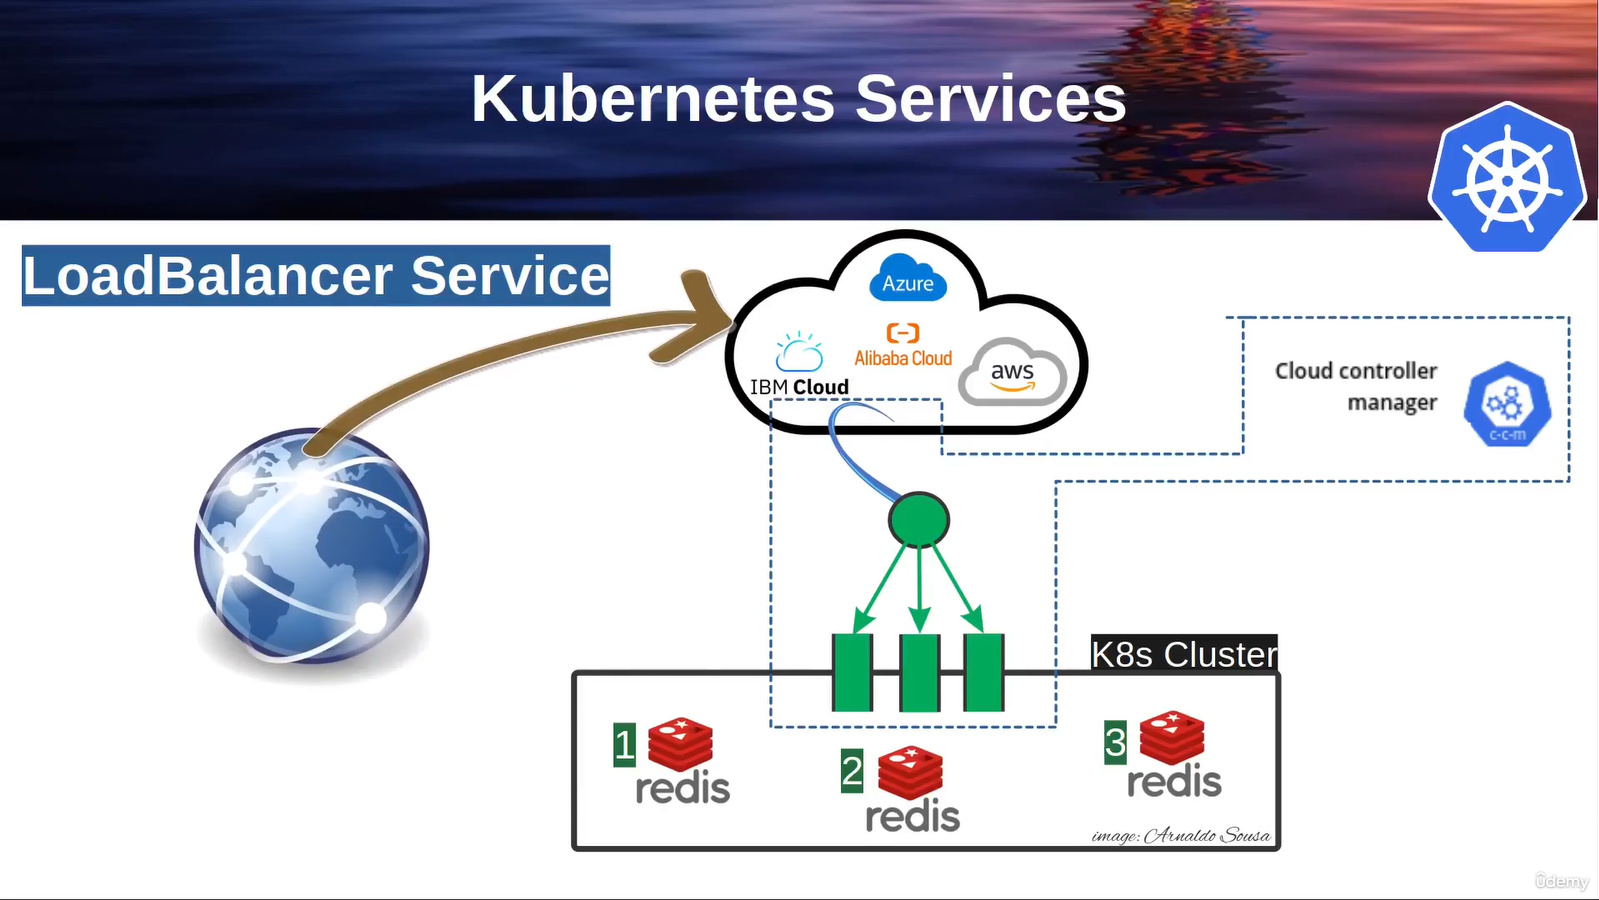 Kubernetes Services
LoadBalancer Service
Azure
Alibaba Cloud
IBM Cloud
aws
Cloud controller
manager
c-c-m
K8s Cluster
1
redis
2
redis
3
redis
image: Arnaldo Sousa
ûdemy